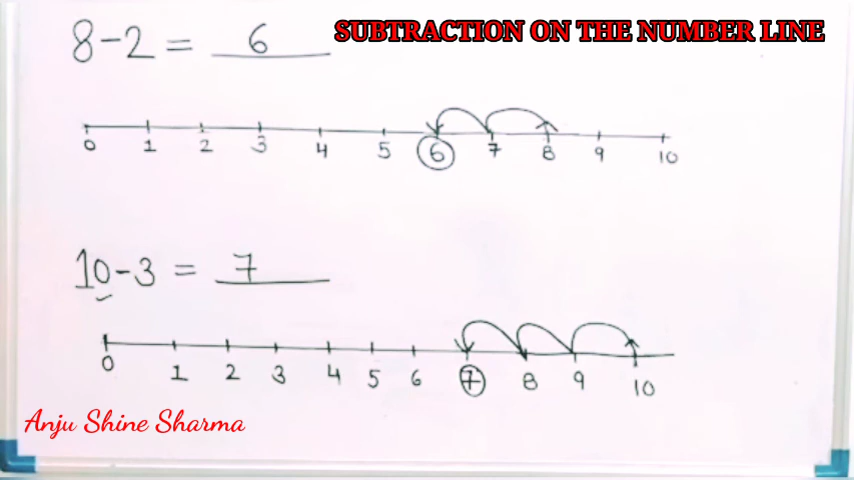 SUBTRACTION ON THE NUMBER LINE
8-2 = 6
0 1 2 3 4 5 6 7 8 9 10
10-3 = 7
0 1 2 3 4 5 6 7 8 9 10
Anju Shine Sharma